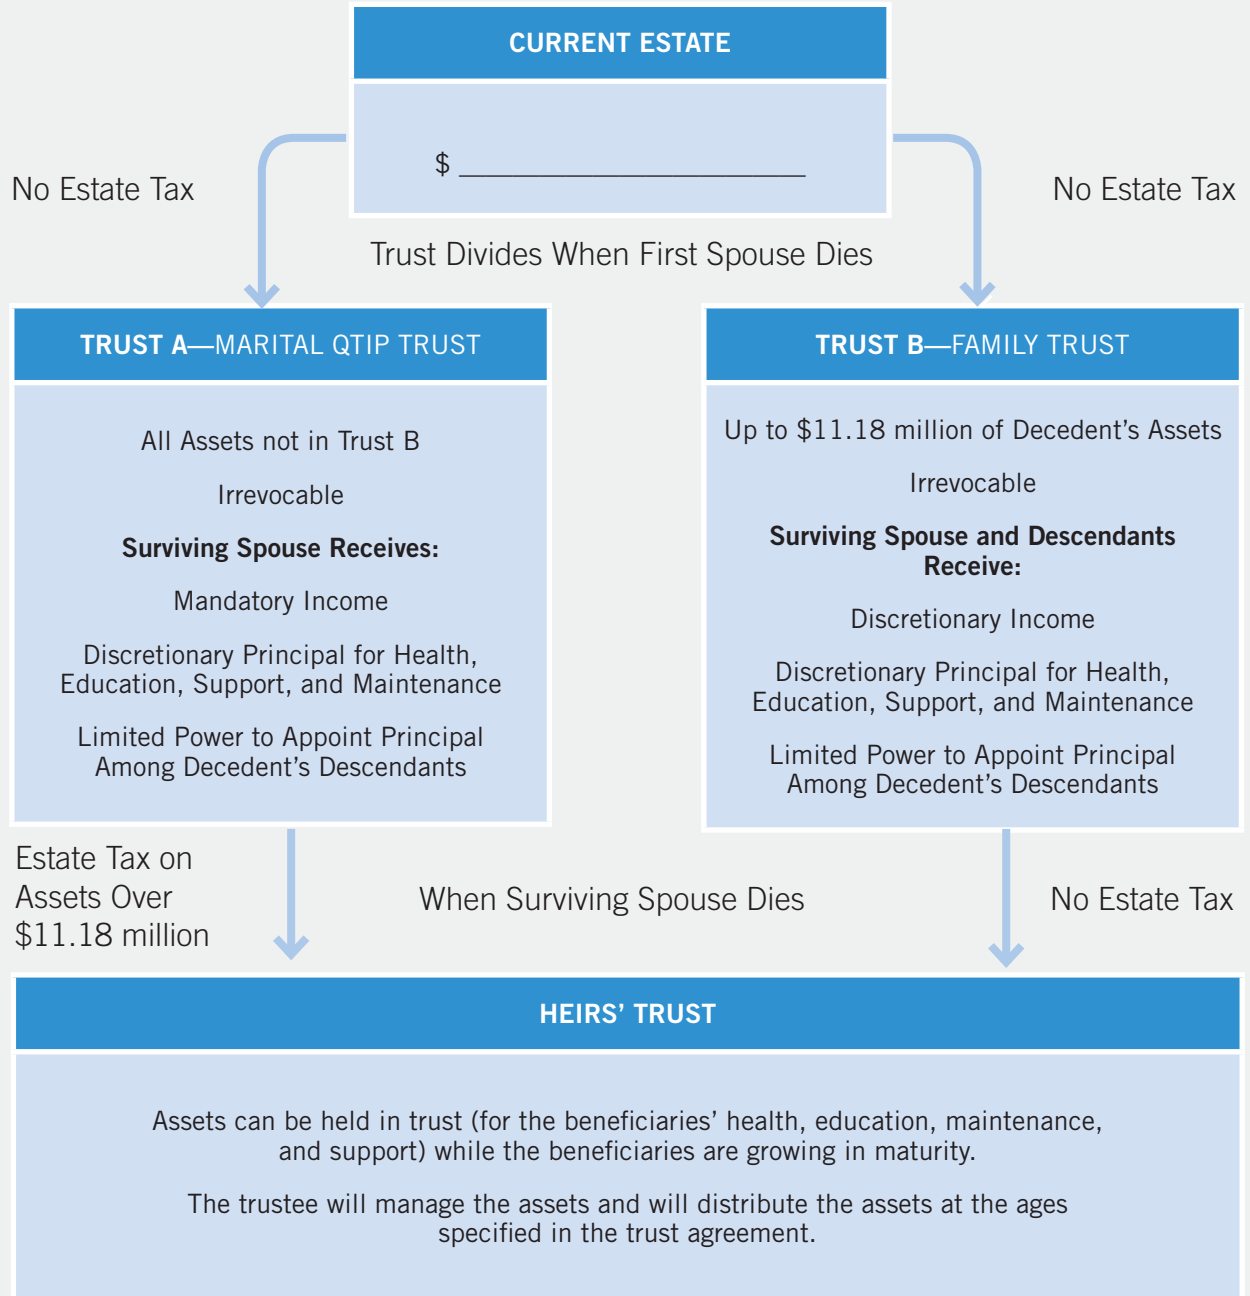 CURRENT ESTATE
$ ____________________
No Estate Tax
No Estate Tax
Trust Divides When First Spouse Dies
TRUST A—MARITAL QTIP TRUST
All Assets not in Trust B
Irrevocable
Surviving Spouse Receives:
Mandatory Income
Discretionary Principal for Health,
Education, Support, and Maintenance
Limited Power to Appoint Principal
Among Decedent’s Descendants
TRUST B—FAMILY TRUST
Up to $11.18 million of Decedent’s Assets
Irrevocable
Surviving Spouse and Descendants
Receive:
Discretionary Income
Discretionary Principal for Health,
Education, Support, and Maintenance
Limited Power to Appoint Principal
Among Decedent’s Descendants
Estate Tax on
Assets Over
$11.18 million
When Surviving Spouse Dies
No Estate Tax
HEIRS’ TRUST
Assets can be held in trust (for the beneficiaries’ health, education, maintenance,
and support) while the beneficiaries are growing in maturity.
The trustee will manage the assets and will distribute the assets at the ages
specified in the trust agreement.